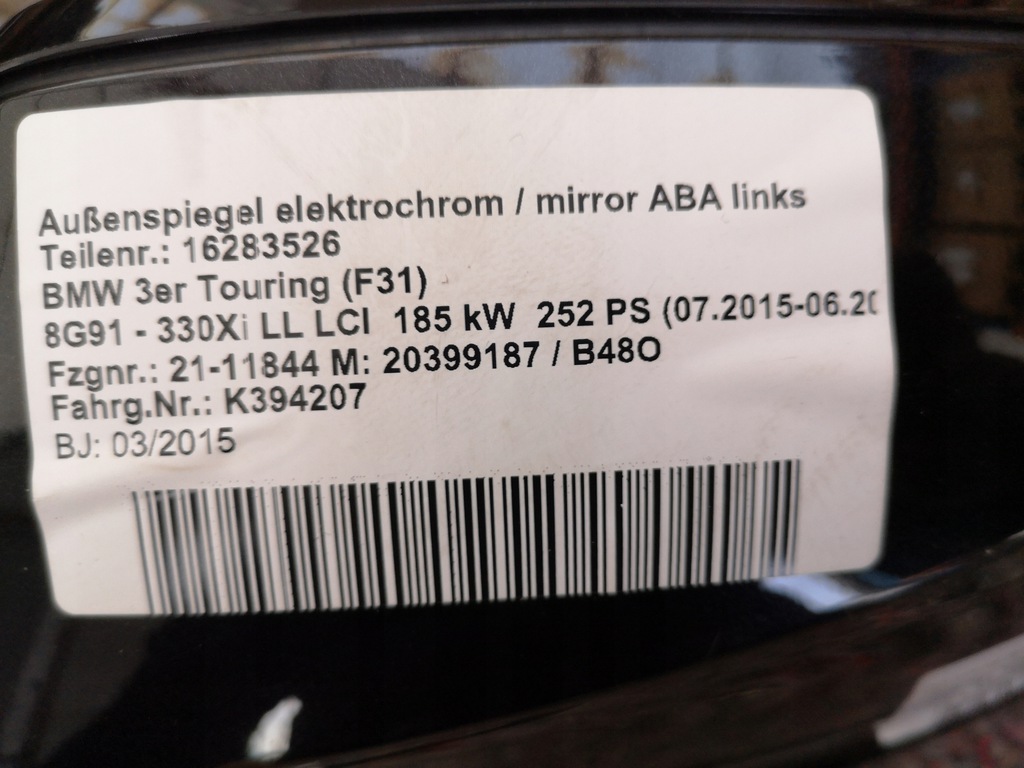 Außenspiegel elektrochrom / mirror ABA links
Teilenr.: 16283526
BMW 3er Touring (F31)
8G91 - 330Xi LL LCI 185 kW 252 PS (07.2015-06.20
Fzgnr.: 21-11844 M: 20399187 / B48O
Fahrg.Nr.: K394207
BJ: 03/2015